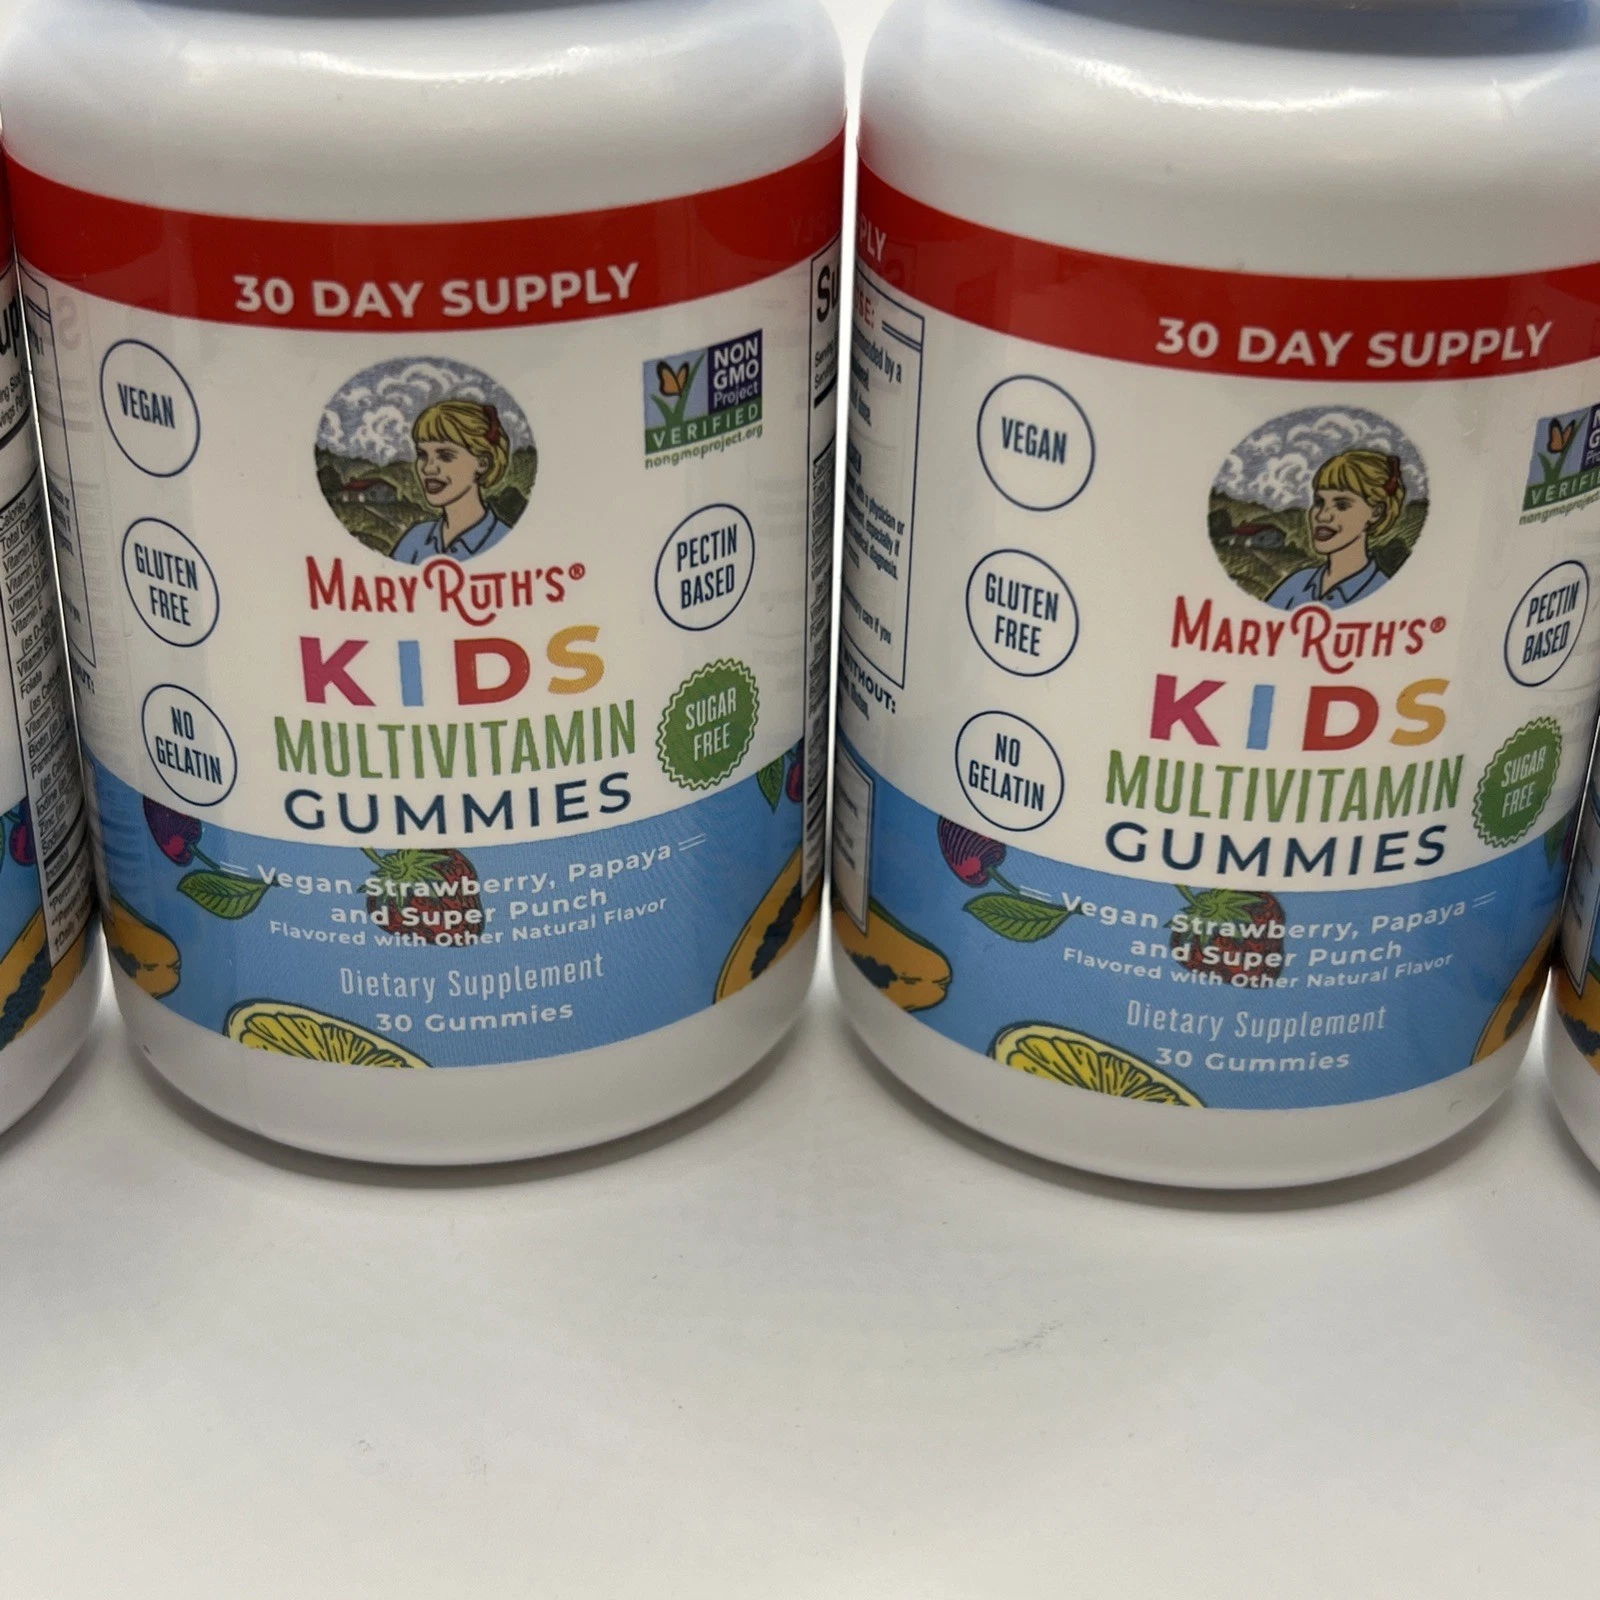 30 DAY SUPPLY
VEGAN
NON
GMO
Project
VERIFIED
nongmoproject.org
GLUTEN
FREE
PECTIN
BASED
MARY RUTH'S®
KIDS
NO
GELATIN
MULTIVITAMIN
SUGAR
FREE
GUMMIES
Vegan Strawberry, Papaya
and Super Punch
Flavored with Other Natural Flavor
Dietary Supplement
30 Gummies
30 DAY SUPPLY
VEGAN
VERIFIE
nongmoproject
GLUTEN
FREE
PECTIN
BASED
MARY RUTH'S®
KIDS
NO
GELATIN
MULTIVITAMIN
SUGAR
FREE
GUMMIES
Vegan Strawberry, Papaya
and Super Punch
Flavored with Other Natural Flavor
Dietary Supplement
30 Gummies